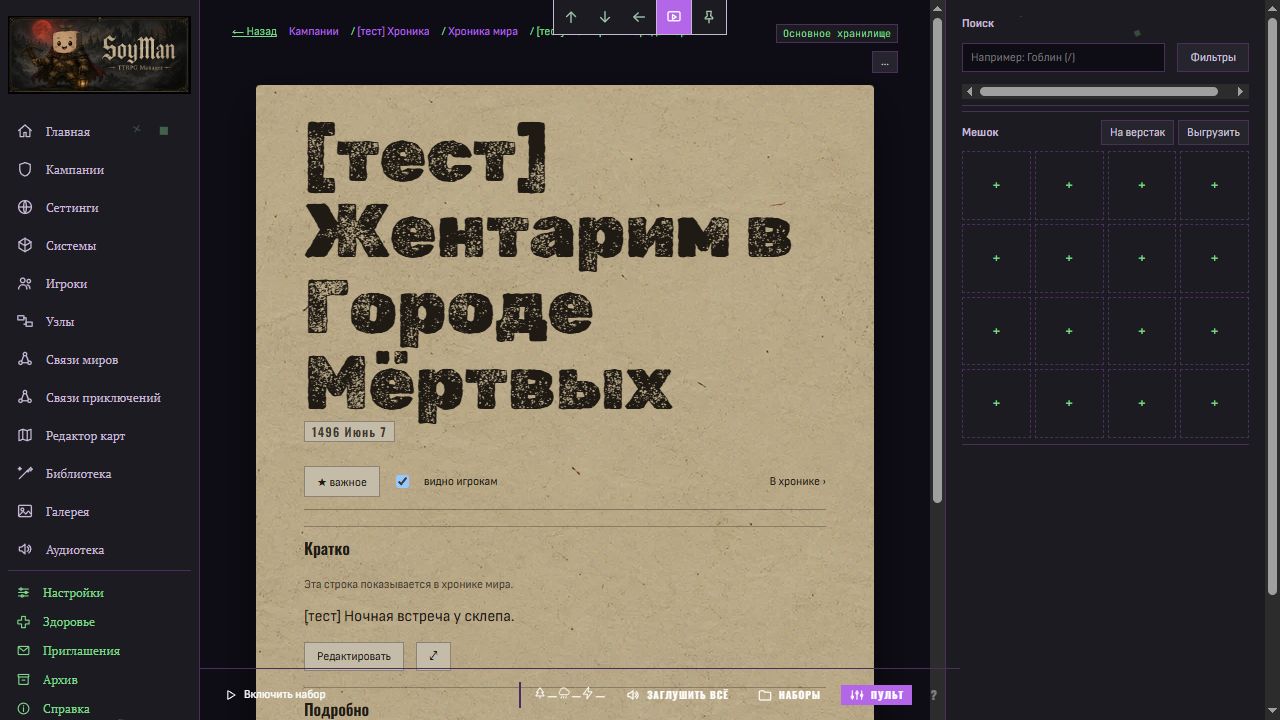 SoyMan
TTRPG Manager
Главная
Кампании
Сеттинги
Системы
Игроки
Узлы
Связи миров
Связи приключений
Редактор карт
Библиотека
Галерея
Аудиотека
Настройки
Здоровье
Приглашения
Архив
Справка
← Назад
Кампании
/ [тест] Хроника
/ Хроника мира
Основное хранилище
...
[тест]
Жентарим в
Городе
Мёртвых
1496 Июнь 7
★ важное
видно игрокам
В хронике ›
Кратко
Эта строка показывается в хронике мира.
[тест] Ночная встреча у склепа.
Редактировать
Подробно
Включить набор
ЗАГЛУШИТЬ ВСЁ
НАБОРЫ
ПУЛЬТ
?
Поиск
Например: Гоблин (/)
Фильтры
Мешок
На верстак
Выгрузить
+ + + +
+ + + +
+ + + +
+ + + +